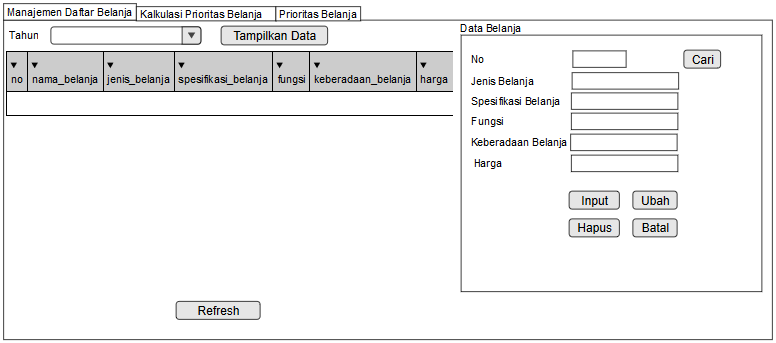 Manajemen Daftar Belanja Kalkulasi Prioritas Belanja Prioritas Belanja
Tahun Tampilkan Data
no nama_belanja jenis_belanja spesifikasi_belanja fungsi keberadaan_belanja harga
Refresh
Data Belanja
No Cari
Jenis Belanja
Spesifikasi Belanja
Fungsi
Keberadaan Belanja
Harga
Input Ubah
Hapus Batal